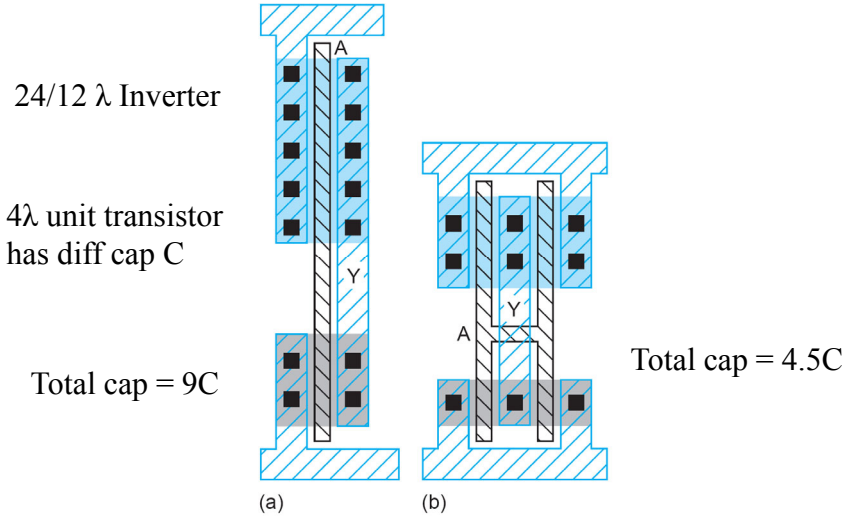 24/12 λ Inverter
4λ unit transistor
has diff cap C
Total cap = 9C
A
Y
(a)
A
Y
(b)
Total cap = 4.5C